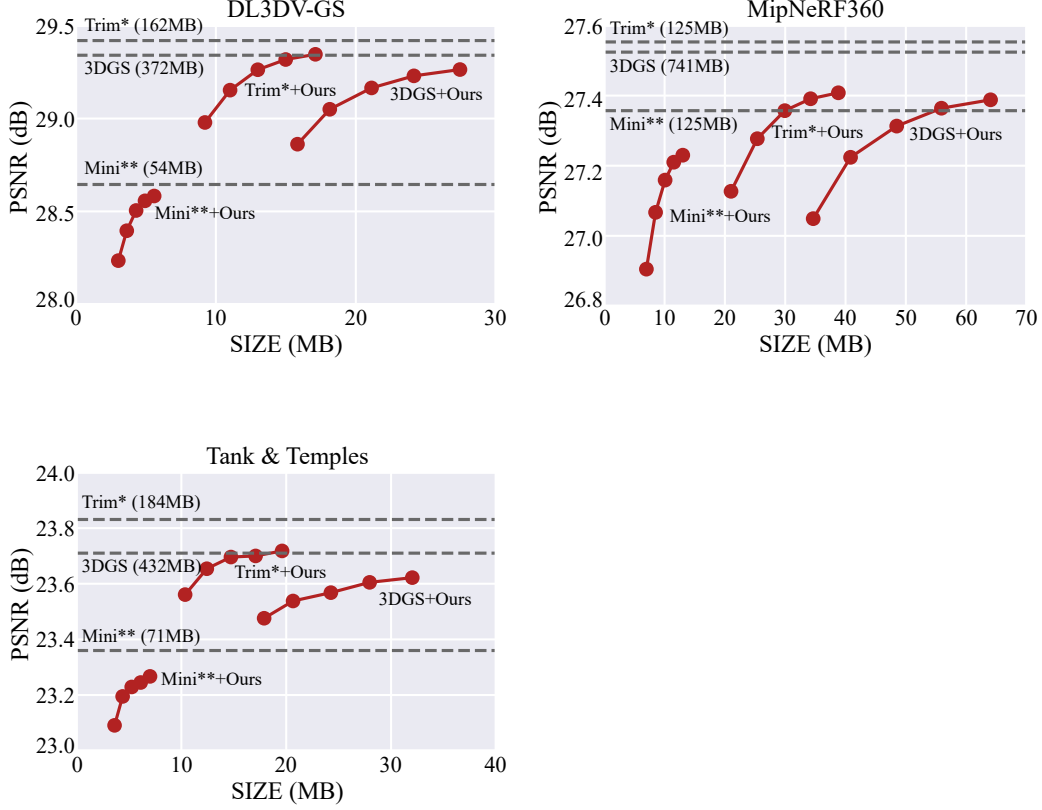 DL3DV-GS
29.5
29.0
28.5
28.0
PSNR (dB)
Trim* (162MB)
3DGS (372MB)
Trim*+Ours
3DGS+Ours
Mini** (54MB)
Mini**+Ours
0 10 20 30
SIZE (MB)
MipNeRF360
27.6
27.4
27.2
27.0
26.8
PSNR (dB)
Trim* (125MB)
3DGS (741MB)
Mini** (125MB)
Trim*+Ours
3DGS+Ours
Mini**+Ours
0 10 20 30 40 50 60 70
SIZE (MB)
Tank & Temples
24.0
23.8
23.6
23.4
23.2
23.0
PSNR (dB)
Trim* (184MB)
3DGS (432MB)
Trim*+Ours
3DGS+Ours
Mini** (71MB)
Mini**+Ours
0 10 20 30 40
SIZE (MB)